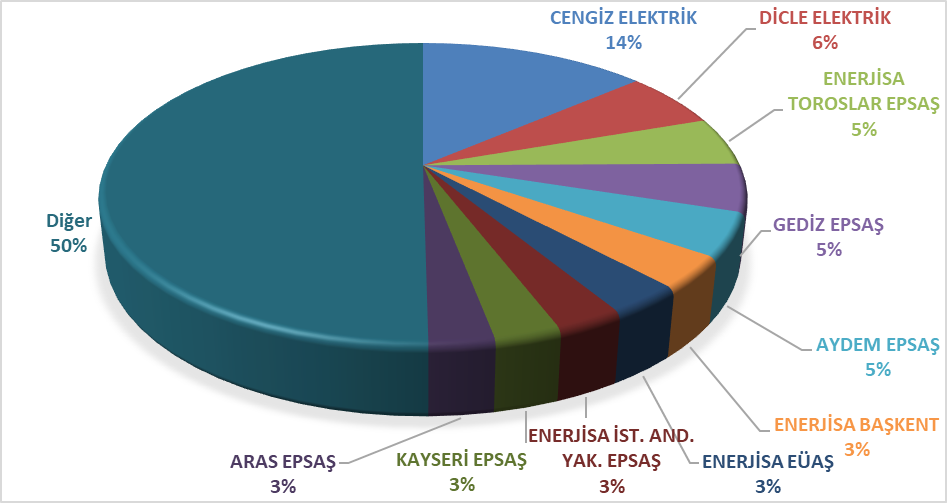 CENGİZ ELEKTRİK
14%
DİCLE ELEKTRİK
6%
ENERJİSA
TOROSLAR EPSAŞ
5%
GEDİZ EPSAŞ
5%
AYDEM EPSAŞ
5%
ENERJİSA BAŞKENT
3%
ENERJİSA EÜAŞ
3%
ENERJİSA İST. AND.
YAK. EPSAŞ
3%
KAYSERİ EPSAŞ
3%
ARAS EPSAŞ
3%
Diğer
50%